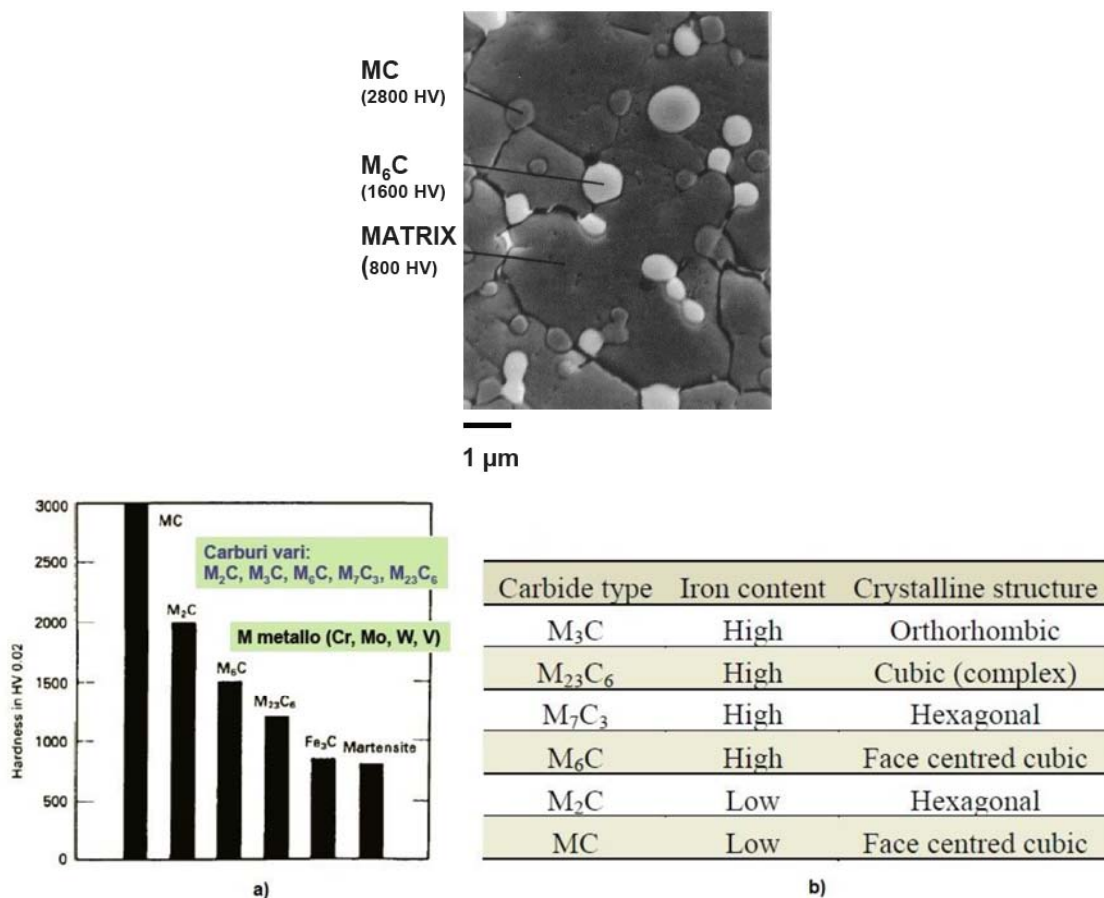 MC
(2800 HV)
M₆C
(1600 HV)
MATRIX
(800 HV)
1 µm
3000
2500
2000
1500
1000
500
0
Hardness in HV 0.02
MC
M₂C
M₆C
M₂₃C₆
Fe₃C
Martensite
Carburi vari:
M₂C, M₃C, M₆C, M₇C₃, M₂₃C₆
M metallo (Cr, Mo, W, V)
a)
Carbide type Iron content Crystalline structure
M₃C High Orthorhombic
M₂₃C₆ High Cubic (complex)
M₇C₃ High Hexagonal
M₆C High Face centred cubic
M₂C Low Hexagonal
MC Low Face centred cubic
b)